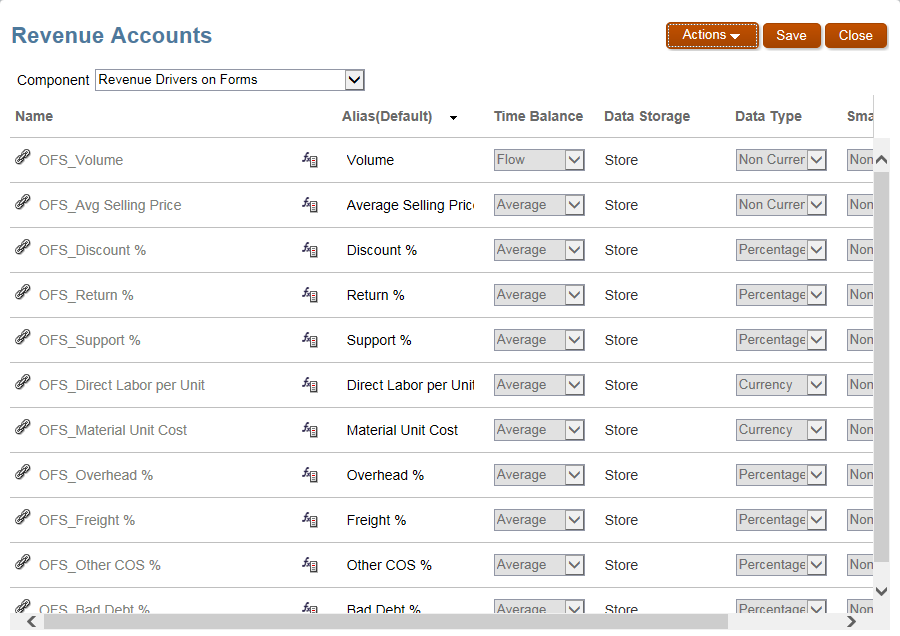 Revenue Accounts
Actions Save Close
Component Revenue Drivers on Forms
Name Alias(Default) Time Balance Data Storage Data Type Sma
OFS_Volume Volume Flow Store Non Curren Non
OFS_Avg Selling Price Average Selling Pric Average Store Non Curren Non
OFS_Discount % Discount % Average Store Percentage Non
OFS_Return % Return % Average Store Percentage Non
OFS_Support % Support % Average Store Percentage Non
OFS_Direct Labor per Unit Direct Labor per Unit Average Store Currency Non
OFS_Material Unit Cost Material Unit Cost Average Store Currency Non
OFS_Overhead % Overhead % Average Store Percentage Non
OFS_Freight % Freight % Average Store Percentage Non
OFS_Other COS % Other COS % Average Store Percentage Non
OFS_Bad Debt % Bad Debt % Average Store Percentage Non